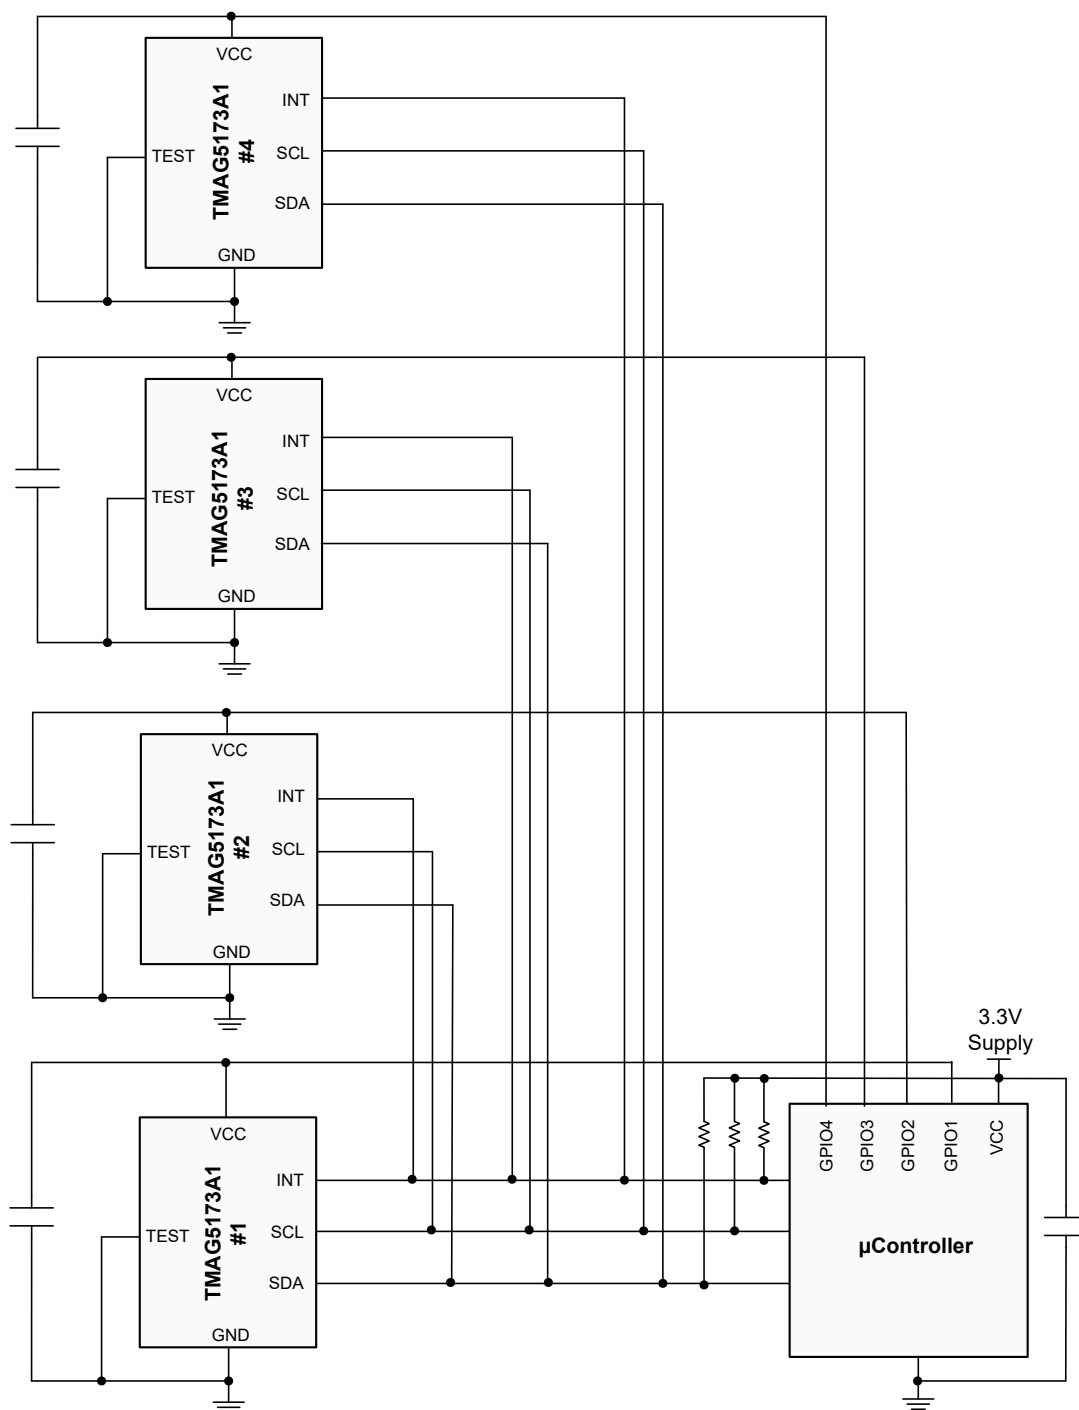 VCC
INT
TMAG5173A1
#4
TEST
SCL
SDA
GND
VCC
INT
TMAG5173A1
#3
TEST
SCL
SDA
GND
VCC
INT
TMAG5173A1
#2
TEST
SCL
SDA
GND
3.3V
Supply
VCC
INT
TMAG5173A1
#1
TEST
SCL
SDA
GND
GPIO4
GPIO3
GPIO2
GPIO1
VCC
µController